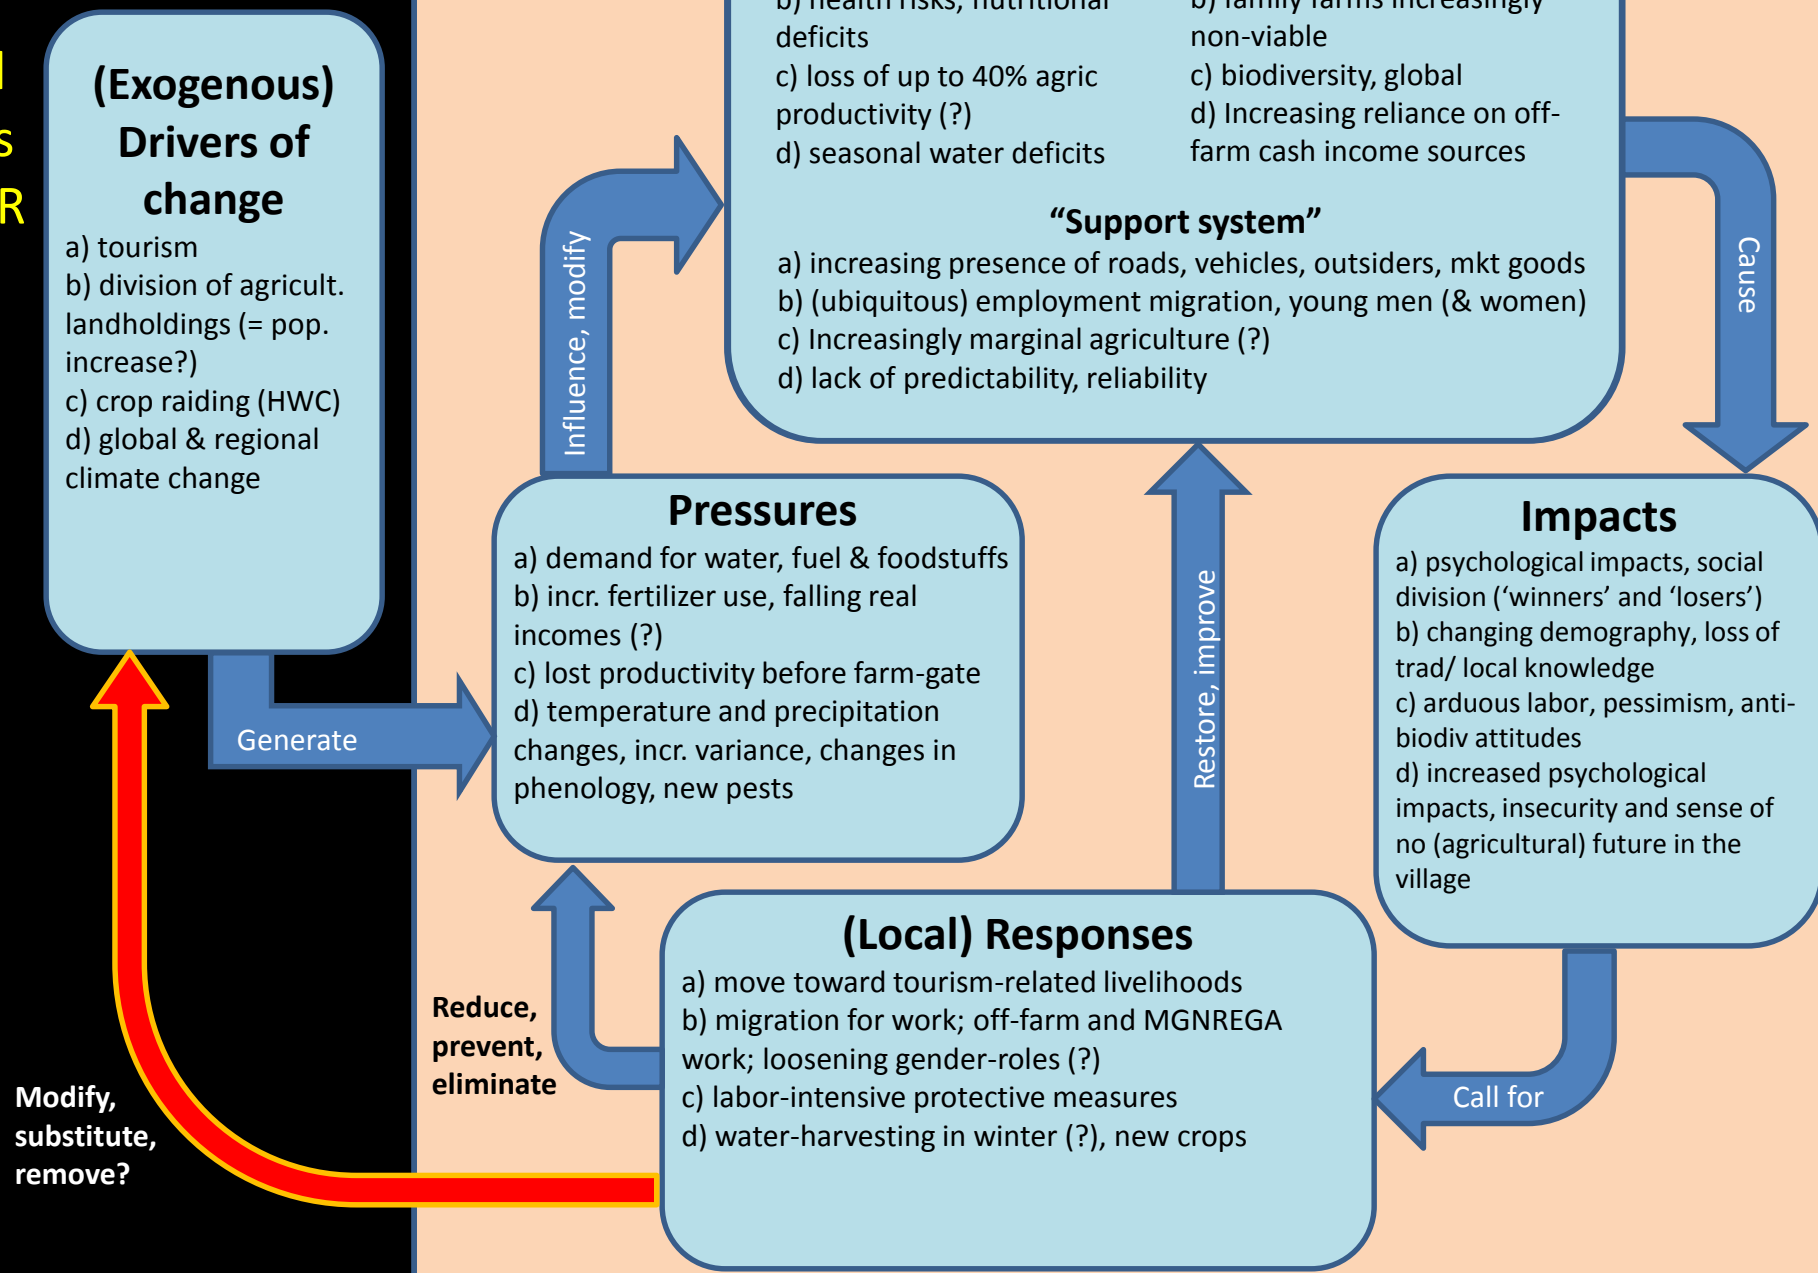 (Exogenous)
Drivers of
change
a) tourism
b) division of agricult.
landholdings (= pop.
increase?)
c) crop raiding (HWC)
d) global & regional
climate change
b) health risks, nutritional
deficits
c) loss of up to 40% agric
productivity (?)
d) seasonal water deficits
b) family farms increasingly
non-viable
c) biodiversity, global
d) Increasing reliance on off-
farm cash income sources
“Support system”
a) increasing presence of roads, vehicles, outsiders, mkt goods
b) (ubiquitous) employment migration, young men (& women)
c) Increasingly marginal agriculture (?)
d) lack of predictability, reliability
Influence, modify
Cause
Pressures
a) demand for water, fuel & foodstuffs
b) incr. fertilizer use, falling real
incomes (?)
c) lost productivity before farm-gate
d) temperature and precipitation
changes, incr. variance, changes in
phenology, new pests
Generate
Restore, improve
Impacts
a) psychological impacts, social
division (‘winners’ and ‘losers’)
b) changing demography, loss of
trad/ local knowledge
c) arduous labor, pessimism, anti-
biodiv attitudes
d) increased psychological
impacts, insecurity and sense of
no (agricultural) future in the
village
(Local) Responses
a) move toward tourism-related livelihoods
b) migration for work; off-farm and MGNREGA
work; loosening gender-roles (?)
c) labor-intensive protective measures
d) water-harvesting in winter (?), new crops
Reduce,
prevent,
eliminate
Call for
Modify,
substitute,
remove?